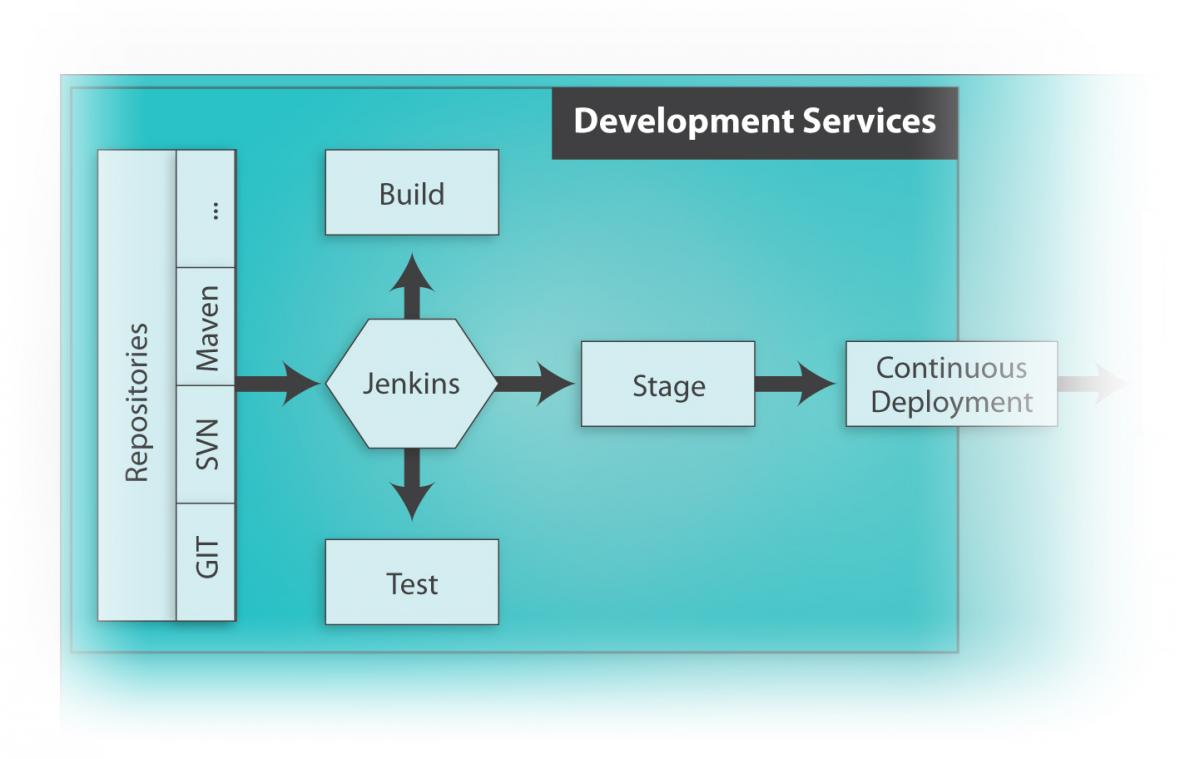 Development Services
Repositories
...
Maven
SVN
GIT
Build
Jenkins
Test
Stage
Continuous
Deployment